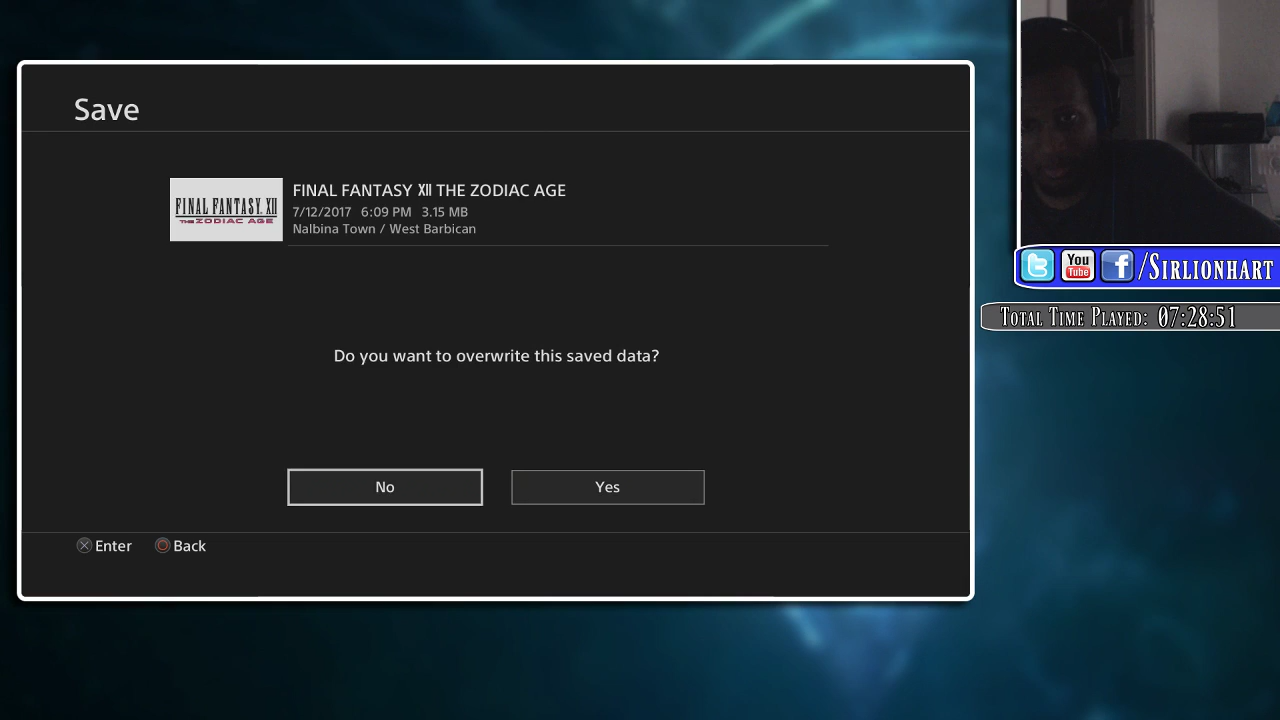 Save
FINAL FANTASY XII
THE ZODIAC AGE
FINAL FANTASY XII THE ZODIAC AGE
7/12/2017 6:09 PM 3.15 MB
Nalbina Town / West Barbican
Do you want to overwrite this saved data?
No Yes
Enter Back
You
Tube
/SIRLIONHART
TOTAL TIME PLAYED: 07:28:51